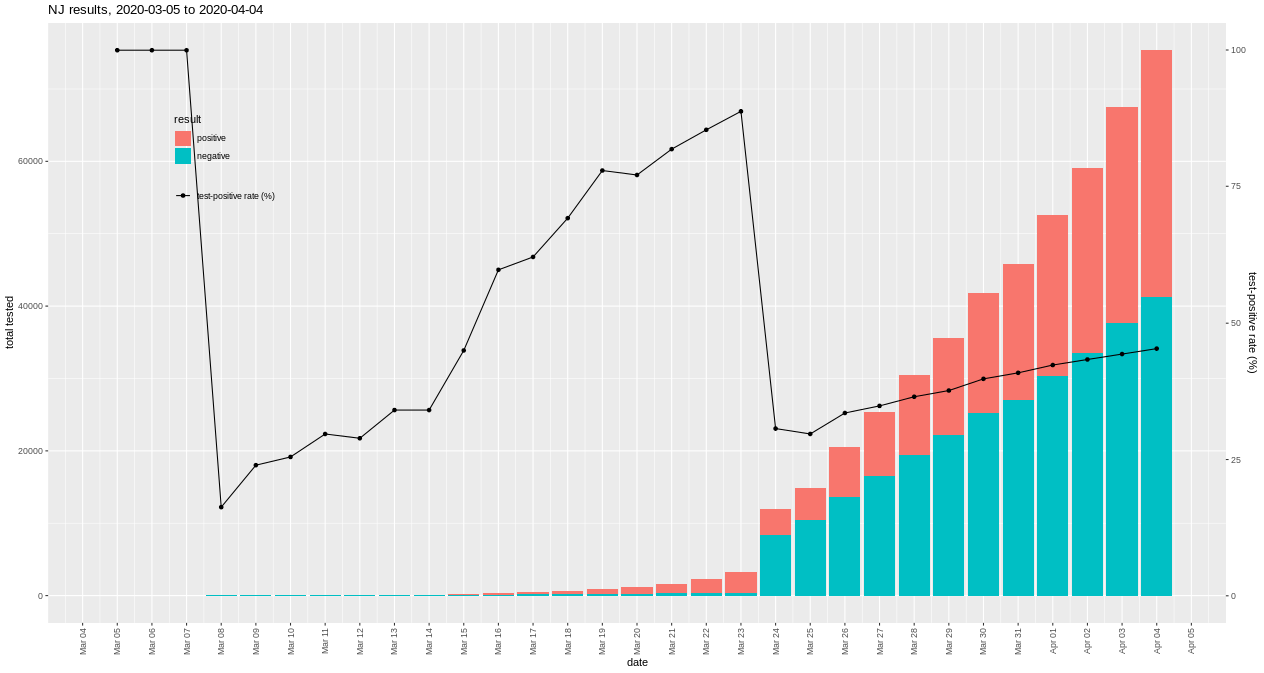 NJ results, 2020-03-05 to 2020-04-04
result
positive
negative
test-positive rate (%)
total tested
60000
40000
20000
0
100
75
50
25
0
test-positive rate (%)
Mar 04
Mar 05
Mar 06
Mar 07
Mar 08
Mar 09
Mar 10
Mar 11
Mar 12
Mar 13
Mar 14
Mar 15
Mar 16
Mar 17
Mar 18
Mar 19
Mar 20
Mar 21
Mar 22
Mar 23
Mar 24
Mar 25
Mar 26
Mar 27
Mar 28
Mar 29
Mar 30
Mar 31
Apr 01
Apr 02
Apr 03
Apr 04
Apr 05
date